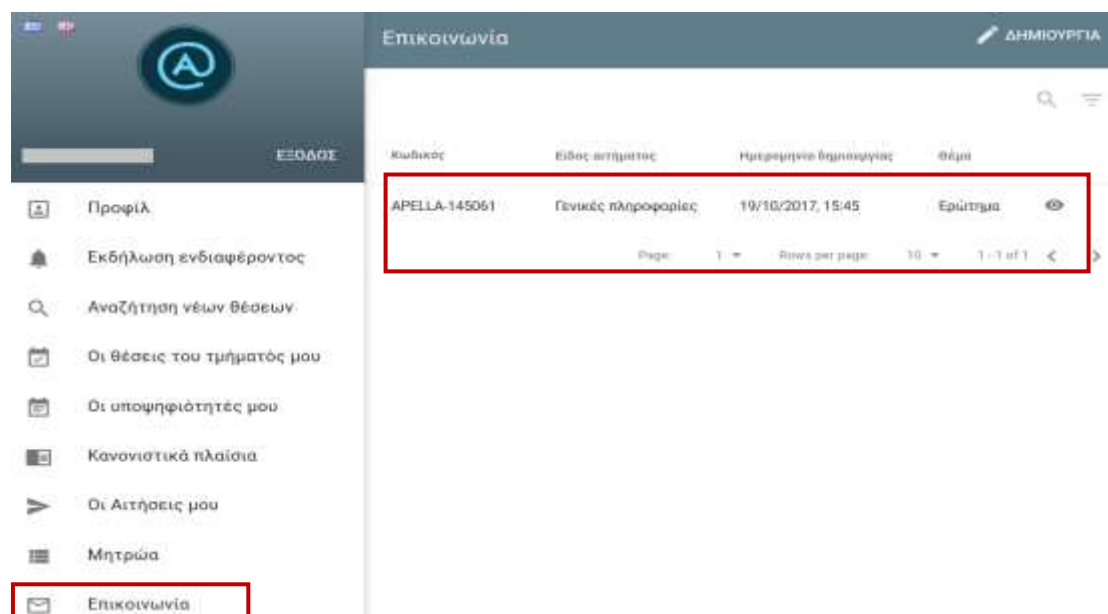 Επικοινωνία
ΔΗΜΙΟΥΡΓΙΑ
ΕΞΟΔΟΣ
Κωδικός Είδος αιτήματος Ημερομηνία δημιουργίας Θέμα
APELLA-145061 Γενικές πληροφορίες 19/10/2017, 15:45 Ερώτημα
Page: 1 Rows per page: 10 1 - 1 of 1
Προφίλ
Εκδήλωση ενδιαφέροντος
Αναζήτηση νέων θέσεων
Οι θέσεις του τμήματός μου
Οι υποψηφιότητές μου
Κανονιστικά πλαίσια
Οι Αιτήσεις μου
Μητρώα
Επικοινωνία